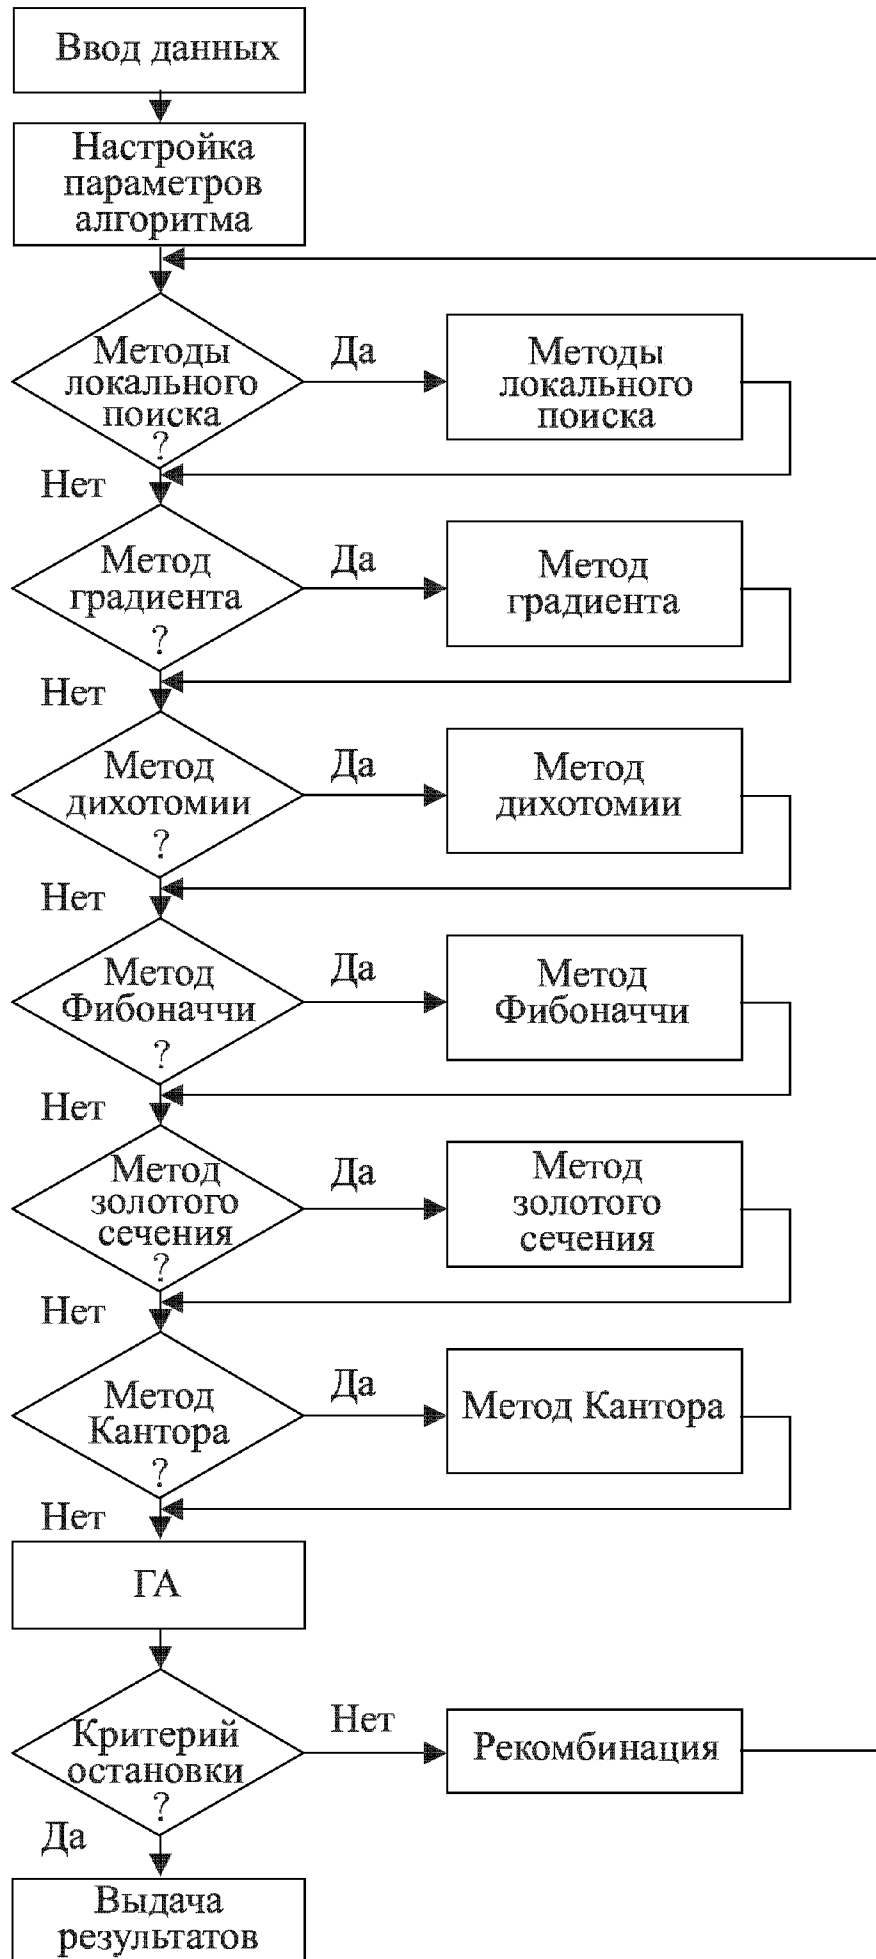 Ввод данных
Настройка
параметров
алгоритма
Методы
локального
поиска
?
Да
Методы
локального
поиска
Нет
Метод
градиента
?
Да
Метод
градиента
Нет
Метод
дихотомии
?
Да
Метод
дихотомии
Нет
Метод
Фибоначчи
?
Да
Метод
Фибоначчи
Нет
Метод
золотого
сечения
?
Да
Метод
золотого
сечения
Нет
Метод
Кантора
?
Да
Метод Кантора
Нет
ГА
Критерий
остановки
?
Нет
Рекомбинация
Да
Выдача
результатов